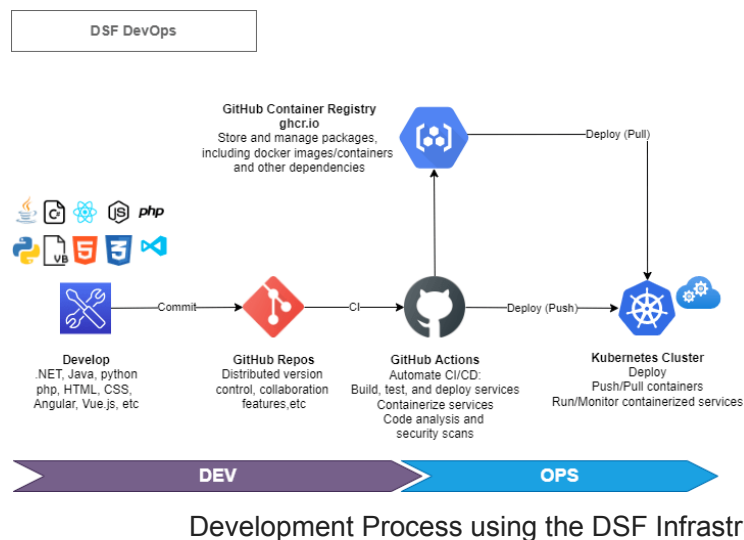 DSF DevOps
GitHub Container Registry
ghcr.io
Store and manage packages,
including docker images/containers
and other dependencies
Deploy (Pull)
C#
JS
php
VB
5
3
Commit
CI
Deploy (Push)
Develop
.NET, Java, python
php, HTML, CSS,
Angular, Vue.js, etc
GitHub Repos
Distributed version
control, collaboration
features,etc
GitHub Actions
Automate CI/CD:
Build, test, and deploy services
Containerize services
Code analysis and
security scans
Kubernetes Cluster
Deploy
Push/Pull containers
Run/Monitor containerized services
DEV
OPS
Development Process using the DSF Infrastr